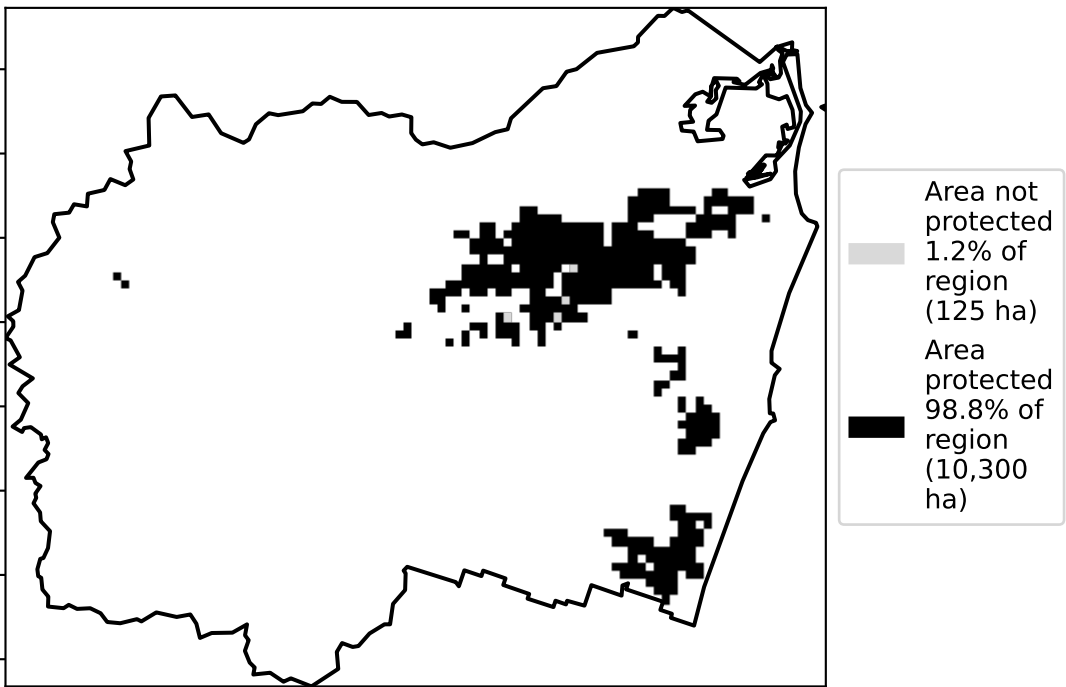 Area not
protected
1.2% of
region
(125 ha)
Area
protected
98.8% of
region
(10,300
ha)